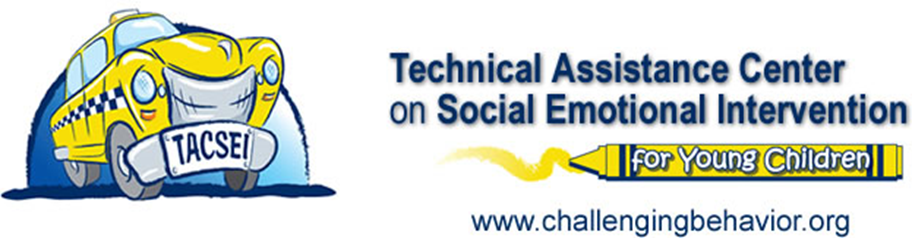 TACSEI
Technical Assistance Center
on Social Emotional Intervention
for Young Children
www.challengingbehavior.org